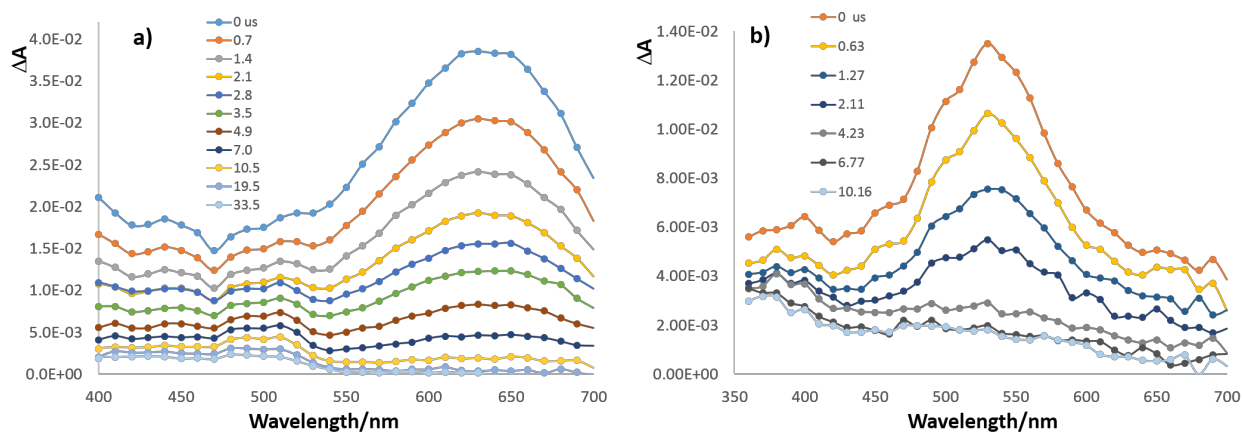 a)
ΔA
0 us
0.7
1.4
2.1
2.8
3.5
4.9
7.0
10.5
19.5
33.5
4.0E-02
3.5E-02
3.0E-02
2.5E-02
2.0E-02
1.5E-02
1.0E-02
5.0E-03
0.0E+00
400 450 500 550 600 650 700
Wavelength/nm
b)
ΔA
0 us
0.63
1.27
2.11
4.23
6.77
10.16
1.40E-02
1.20E-02
1.00E-02
8.00E-03
6.00E-03
4.00E-03
2.00E-03
0.00E+00
350 400 450 500 550 600 650 700
Wavelength/nm